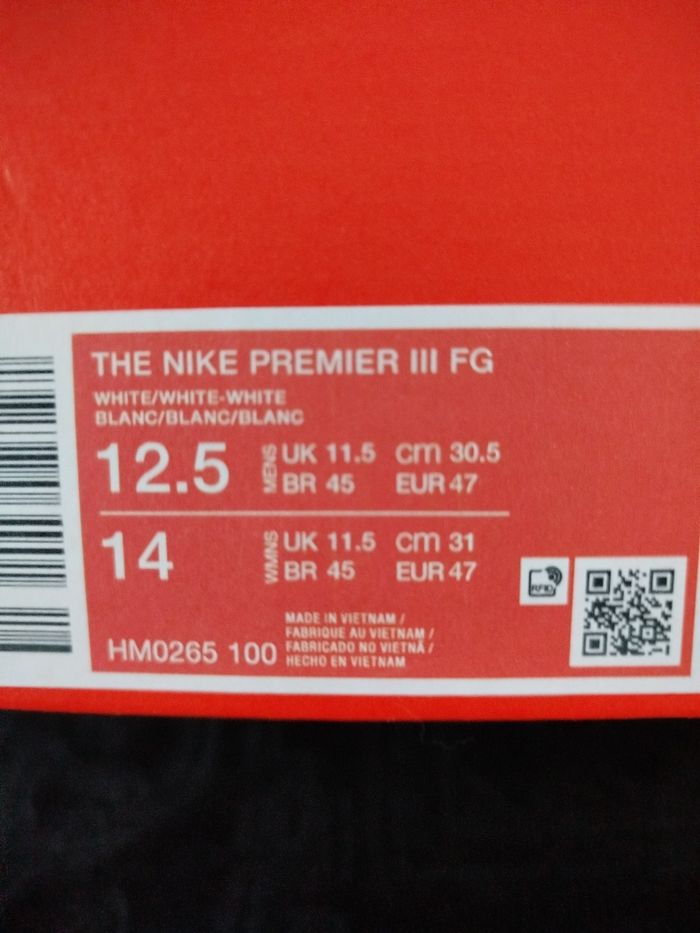 THE NIKE PREMIER III FG
WHITE/WHITE-WHITE
BLANC/BLANC/BLANC
12.5 MENS UK 11.5 cm 30.5
BR 45 EUR 47
14 WMNS UK 11.5 cm 31
BR 45 EUR 47
RFID
HM0265 100
MADE IN VIETNAM /
FABRIQUE AU VIETNAM /
FABRICADO NO VIETNÃ /
HECHO EN VIETNAM